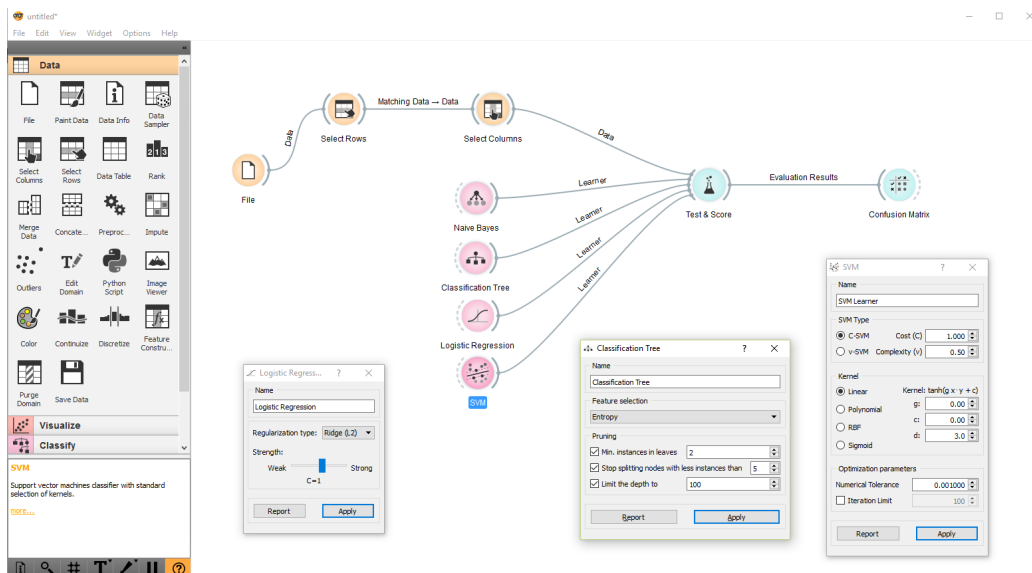 untitled*
File Edit View Widget Options Help
Data
File Paint Data Data Info Data Sampler
Select Columns Select Rows Data Table Rank
Merge Data Concate... Preproc... Impute
Outliers Edit Domain Python Script Image Viewer
Color Continuize Discretize Feature Constru...
Purge Domain Save Data
Visualize
Classify
SVM
Support vector machines classifier with standard
selection of kernels.
more...
File
Data
Select Rows
Matching Data → Data
Select Columns
Data
Naive Bayes
Learner
Classification Tree
Learner
Logistic Regression
Learner
SVM
Learner
Test & Score
Evaluation Results
Confusion Matrix
Logistic Regress... ? ×
Name
Logistic Regression
Regularization type: Ridge (L2)
Strength:
Weak Strong
C=1
Report Apply
Classification Tree ? ×
Name
Classification Tree
Feature selection
Entropy
Pruning
Min. instances in leaves 2
Stop splitting nodes with less instances than 5
Limit the depth to 100
Report Apply
SVM ? ×
Name
SVM Learner
SVM Type
C-SVM Cost (C) 1.000
ν-SVM Complexity (ν) 0.50
Kernel
Linear Kernel: tanh(g x·y + c)
Polynomial g: 0.00
RBF c: 0.00
Sigmoid d: 3.0
Optimization parameters
Numerical Tolerance 0.001000
Iteration Limit 100
Report Apply